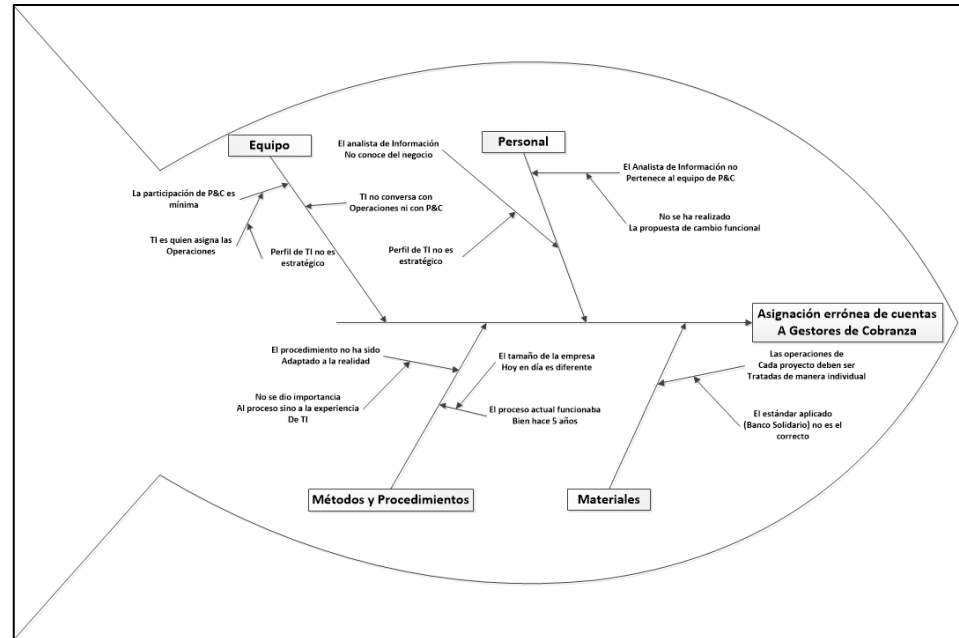 Equipo
Personal
El analista de Información
No conoce del negocio
El Analista de Información no
Pertenece al equipo de P&C
La participación de P&C es
mínima
TI no conversa con
Operaciones ni con P&C
No se ha realizado
La propuesta de cambio funcional
TI es quien asigna las
Operaciones
Perfil de TI no es
estratégico
Perfil de TI no es
estratégico
Asignación errónea de cuentas
A Gestores de Cobranza
El procedimiento no ha sido
Adaptado a la realidad
El tamaño de la empresa
Hoy en día es diferente
Las operaciones de
Cada proyecto deben ser
Tratadas de manera individual
No se dio importancia
Al proceso sino a la experiencia
De TI
El proceso actual funcionaba
Bien hace 5 años
El estándar aplicado
(Banco Solidario) no es el
correcto
Métodos y Procedimientos
Materiales